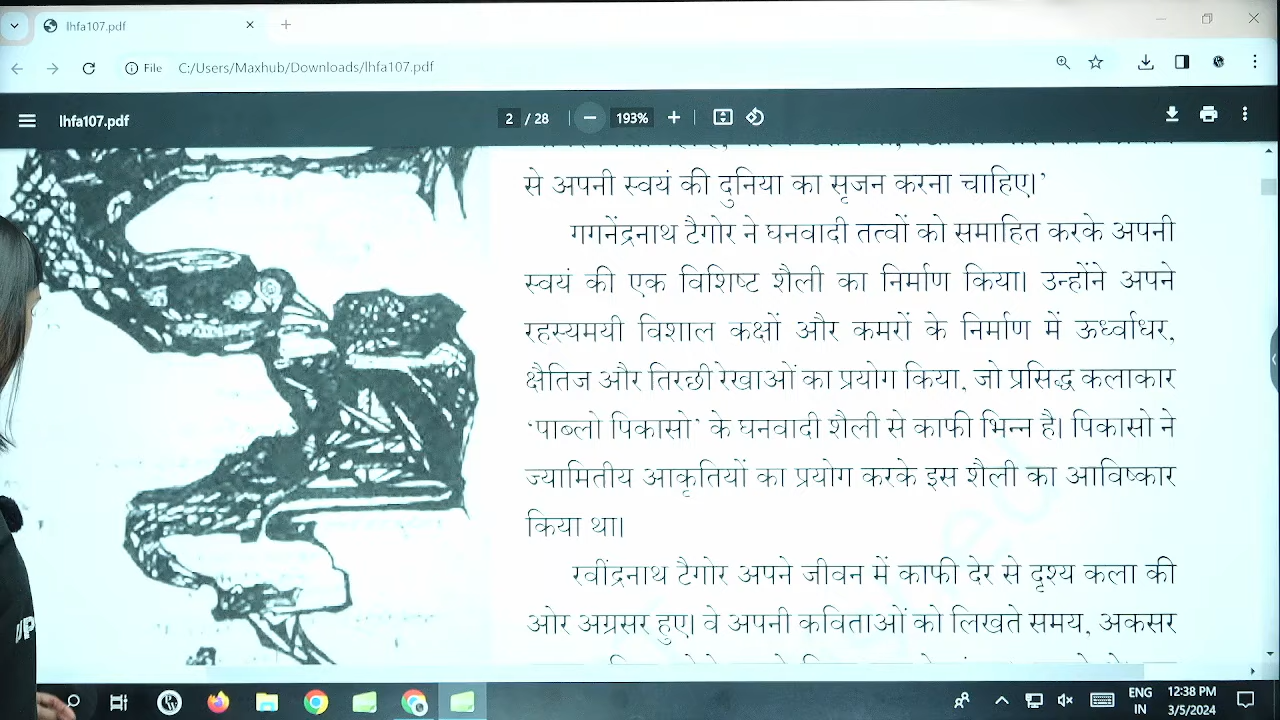 lhfa107.pdf
File C:/Users/Maxhub/Downloads/lhfa107.pdf
lhfa107.pdf
2 / 28
193%
से अपनी स्वयं की दुनिया का सृजन करना चाहिए।'
गगनेंद्रनाथ टैगोर ने घनवादी तत्वों को समाहित करके अपनी
स्वयं की एक विशिष्ट शैली का निर्माण किया। उन्होंने अपने
रहस्यमयी विशाल कक्षों और कमरों के निर्माण में ऊर्ध्वाधर,
क्षैतिज और तिरछी रेखाओं का प्रयोग किया, जो प्रसिद्ध कलाकार
'पाब्लो पिकासो' के घनवादी शैली से काफी भिन्न है। पिकासो ने
ज्यामितीय आकृतियों का प्रयोग करके इस शैली का आविष्कार
किया था।
रवींद्रनाथ टैगोर अपने जीवन में काफी देर से दृश्य कला की
ओर अग्रसर हुए। वे अपनी कविताओं को लिखते समय, अकसर
ENG
IN
12:38 PM
3/5/2024